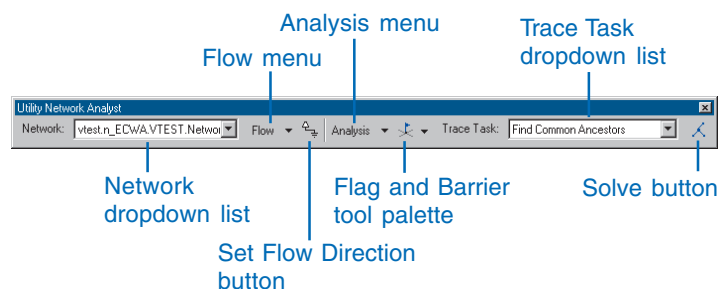 Analysis menu
Trace Task
dropdown list
Flow menu
Utility Network Analyst
Network: vtest.n_ECWA.VTEST.Networ Flow Analysis Trace Task: Find Common Ancestors
Network
dropdown list
Flag and Barrier
tool palette
Solve button
Set Flow Direction
button